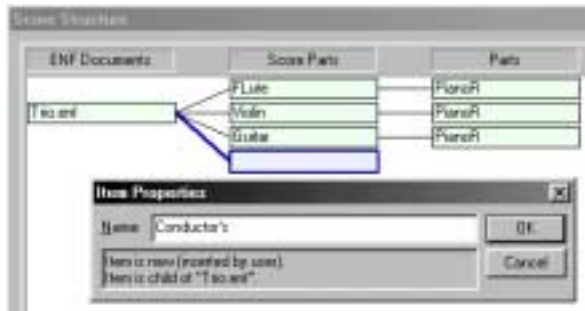 Score Structure
ENF Documents Score Parts Parts
FLute PianoR
Trio.enf Violin PianoR
Guitar PianoR
Item Properties
Name: Conductor's OK
Item is new (inserted by user).
Item is child of "Trio.enf". Cancel